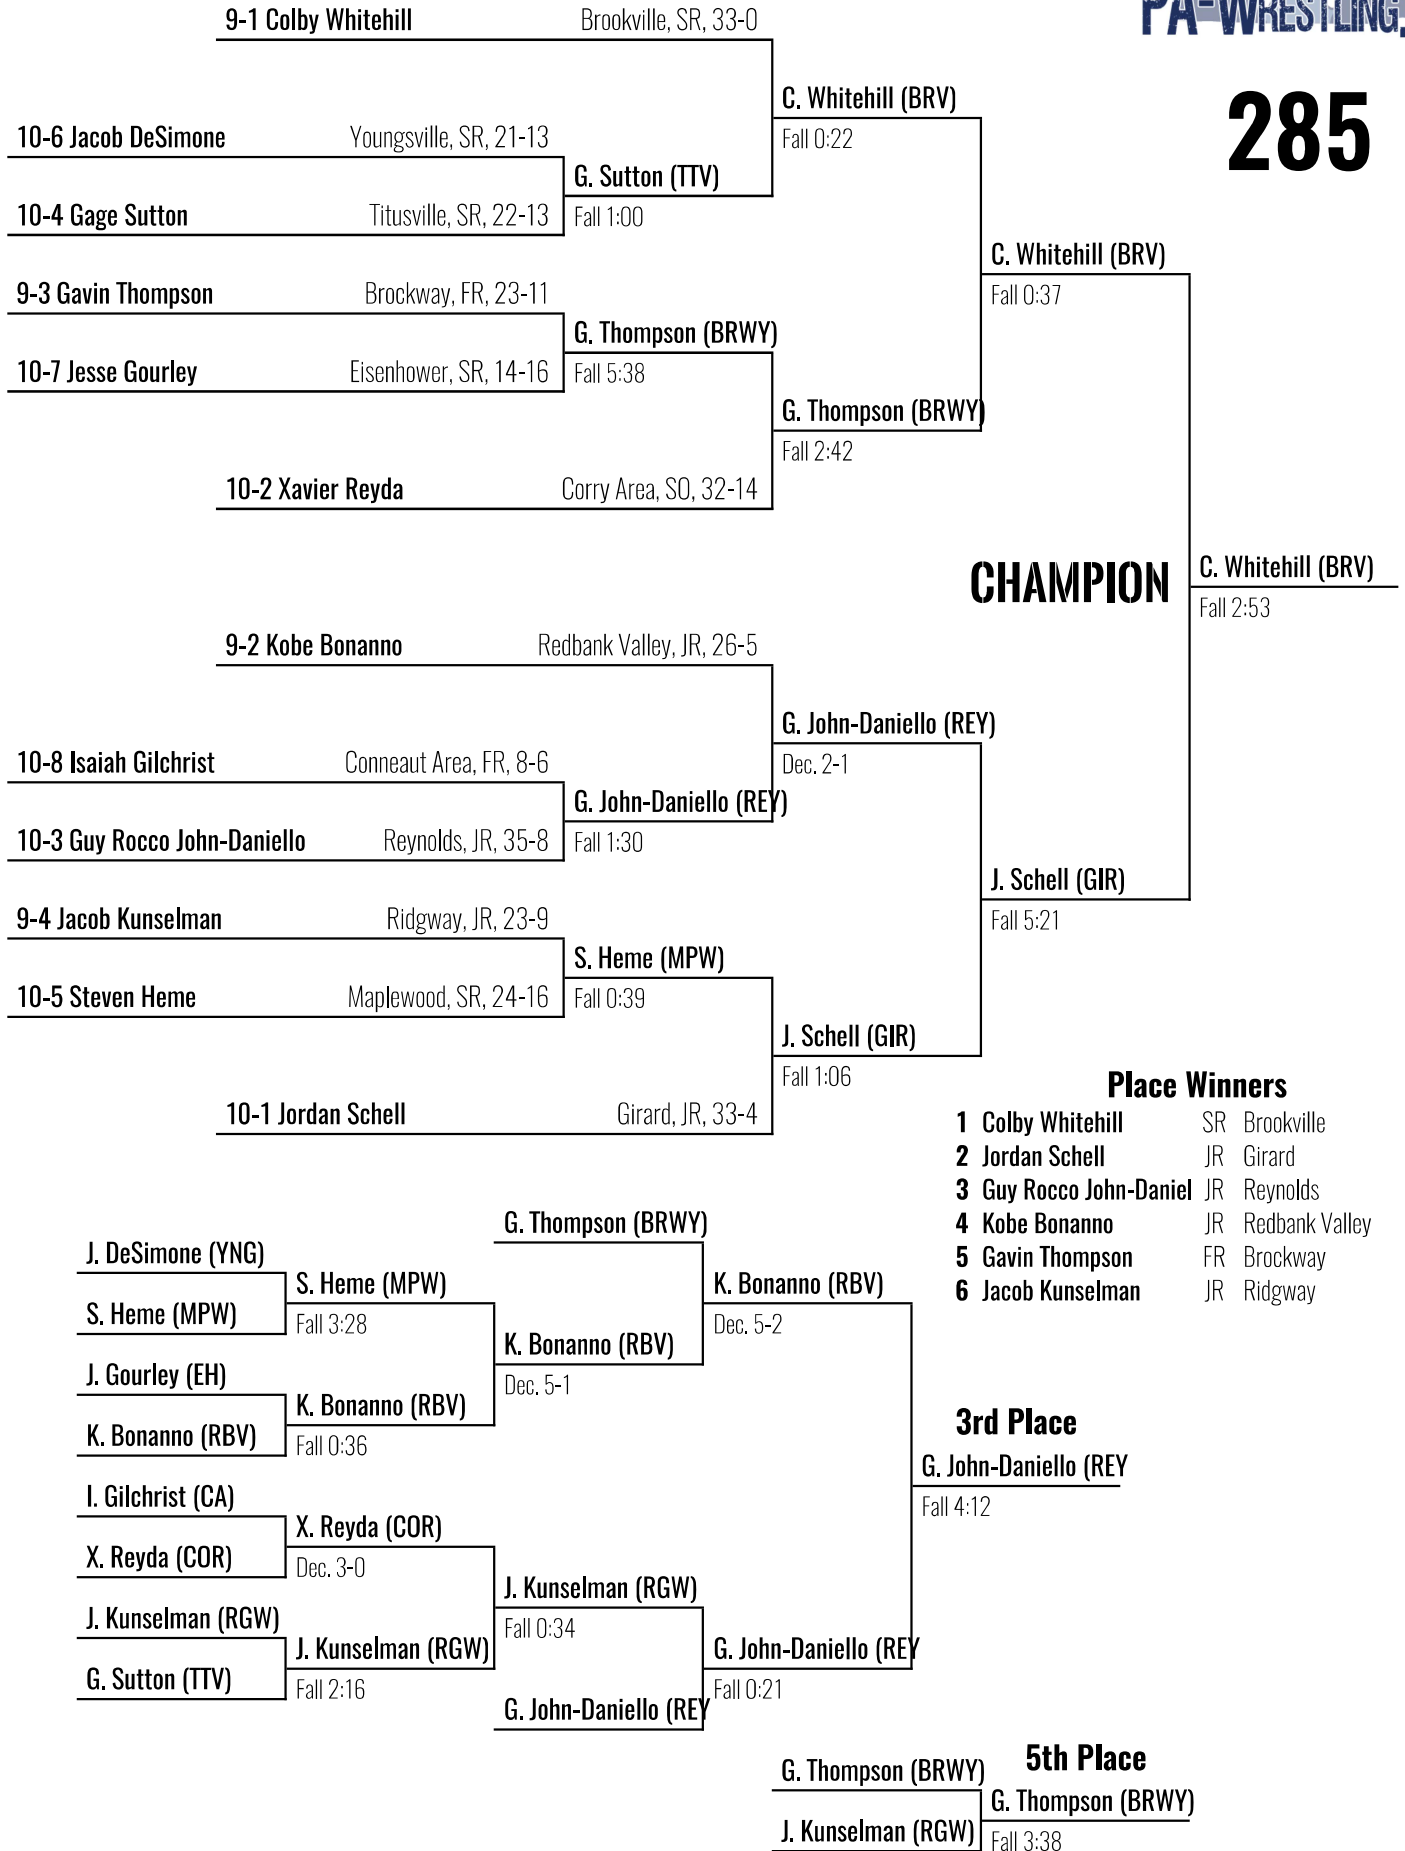 PA-WRESTLING.
285
9-1 Colby Whitehill Brookville, SR, 33-0
C. Whitehill (BRV)
Fall 0:22
10-6 Jacob DeSimone Youngsville, SR, 21-13
G. Sutton (TTV)
Fall 1:00
10-4 Gage Sutton Titusville, SR, 22-13
C. Whitehill (BRV)
Fall 0:37
9-3 Gavin Thompson Brockway, FR, 23-11
G. Thompson (BRWY)
Fall 5:38
10-7 Jesse Gourley Eisenhower, SR, 14-16
G. Thompson (BRWY)
Fall 2:42
10-2 Xavier Reyda Corry Area, SO, 32-14
CHAMPION
C. Whitehill (BRV)
Fall 2:53
9-2 Kobe Bonanno Redbank Valley, JR, 26-5
G. John-Daniello (REY)
Dec. 2-1
10-8 Isaiah Gilchrist Conneaut Area, FR, 8-6
G. John-Daniello (REY)
Fall 1:30
10-3 Guy Rocco John-Daniello Reynolds, JR, 35-8
J. Schell (GIR)
Fall 5:21
9-4 Jacob Kunselman Ridgway, JR, 23-9
S. Heme (MPW)
Fall 0:39
10-5 Steven Heme Maplewood, SR, 24-16
J. Schell (GIR)
Fall 1:06
10-1 Jordan Schell Girard, JR, 33-4
Place Winners
1 Colby Whitehill SR Brookville
2 Jordan Schell JR Girard
3 Guy Rocco John-Daniel JR Reynolds
4 Kobe Bonanno JR Redbank Valley
5 Gavin Thompson FR Brockway
6 Jacob Kunselman JR Ridgway
G. Thompson (BRWY)
J. DeSimone (YNG)
S. Heme (MPW)
S. Heme (MPW)
Fall 3:28
K. Bonanno (RBV)
Dec. 5-2
K. Bonanno (RBV)
Dec. 5-1
J. Gourley (EH)
K. Bonanno (RBV)
K. Bonanno (RBV)
Fall 0:36
3rd Place
G. John-Daniello (REY
Fall 4:12
I. Gilchrist (CA)
X. Reyda (COR)
X. Reyda (COR)
Dec. 3-0
J. Kunselman (RGW)
Fall 0:34
J. Kunselman (RGW)
G. Sutton (TTV)
J. Kunselman (RGW)
Fall 2:16
G. John-Daniello (REY
Fall 0:21
G. John-Daniello (REY
5th Place
G. Thompson (BRWY)
G. Thompson (BRWY)
J. Kunselman (RGW)
Fall 3:38